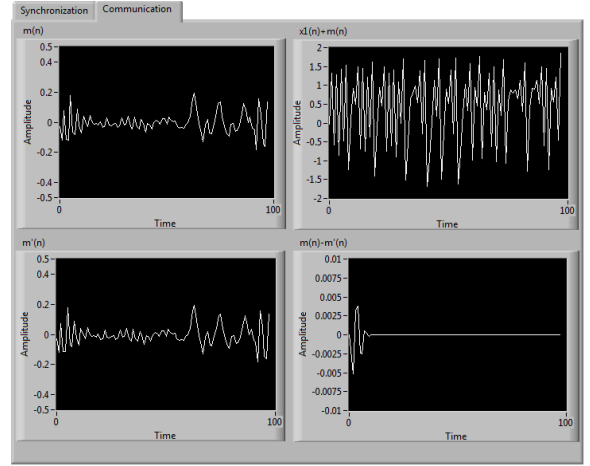 Synchronization Communication
m(n)
0.5
0.4
0.2
0
-0.2
-0.4
-0.5
Amplitude
0 100
Time
x1(n)+m(n)
2
1.5
1
0.5
0
-0.5
-1
-1.5
-2
Amplitude
0 100
Time
m'(n)
0.5
0.4
0.2
0
-0.2
-0.4
-0.5
Amplitude
0 100
Time
m(n)-m'(n)
0.01
0.0075
0.005
0.0025
0
-0.0025
-0.005
-0.0075
-0.01
Amplitude
0 100
Time